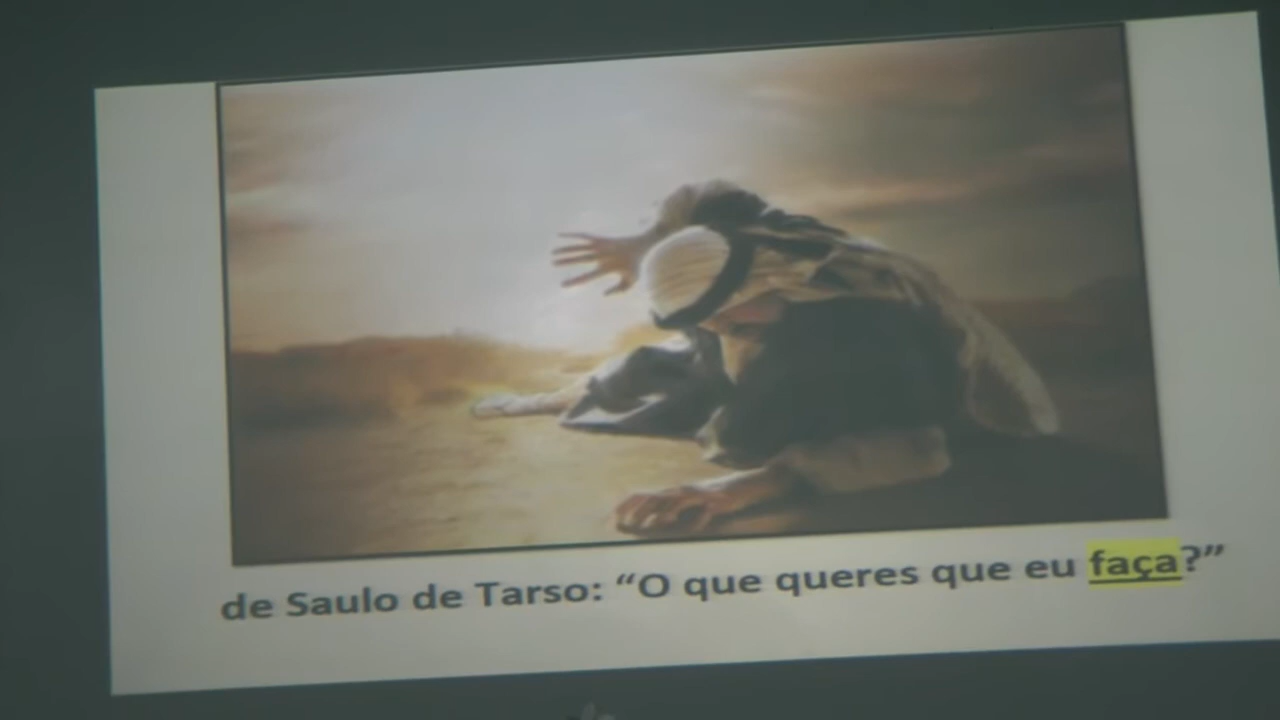 de Saulo de Tarso: “O que queres que eu faça?”